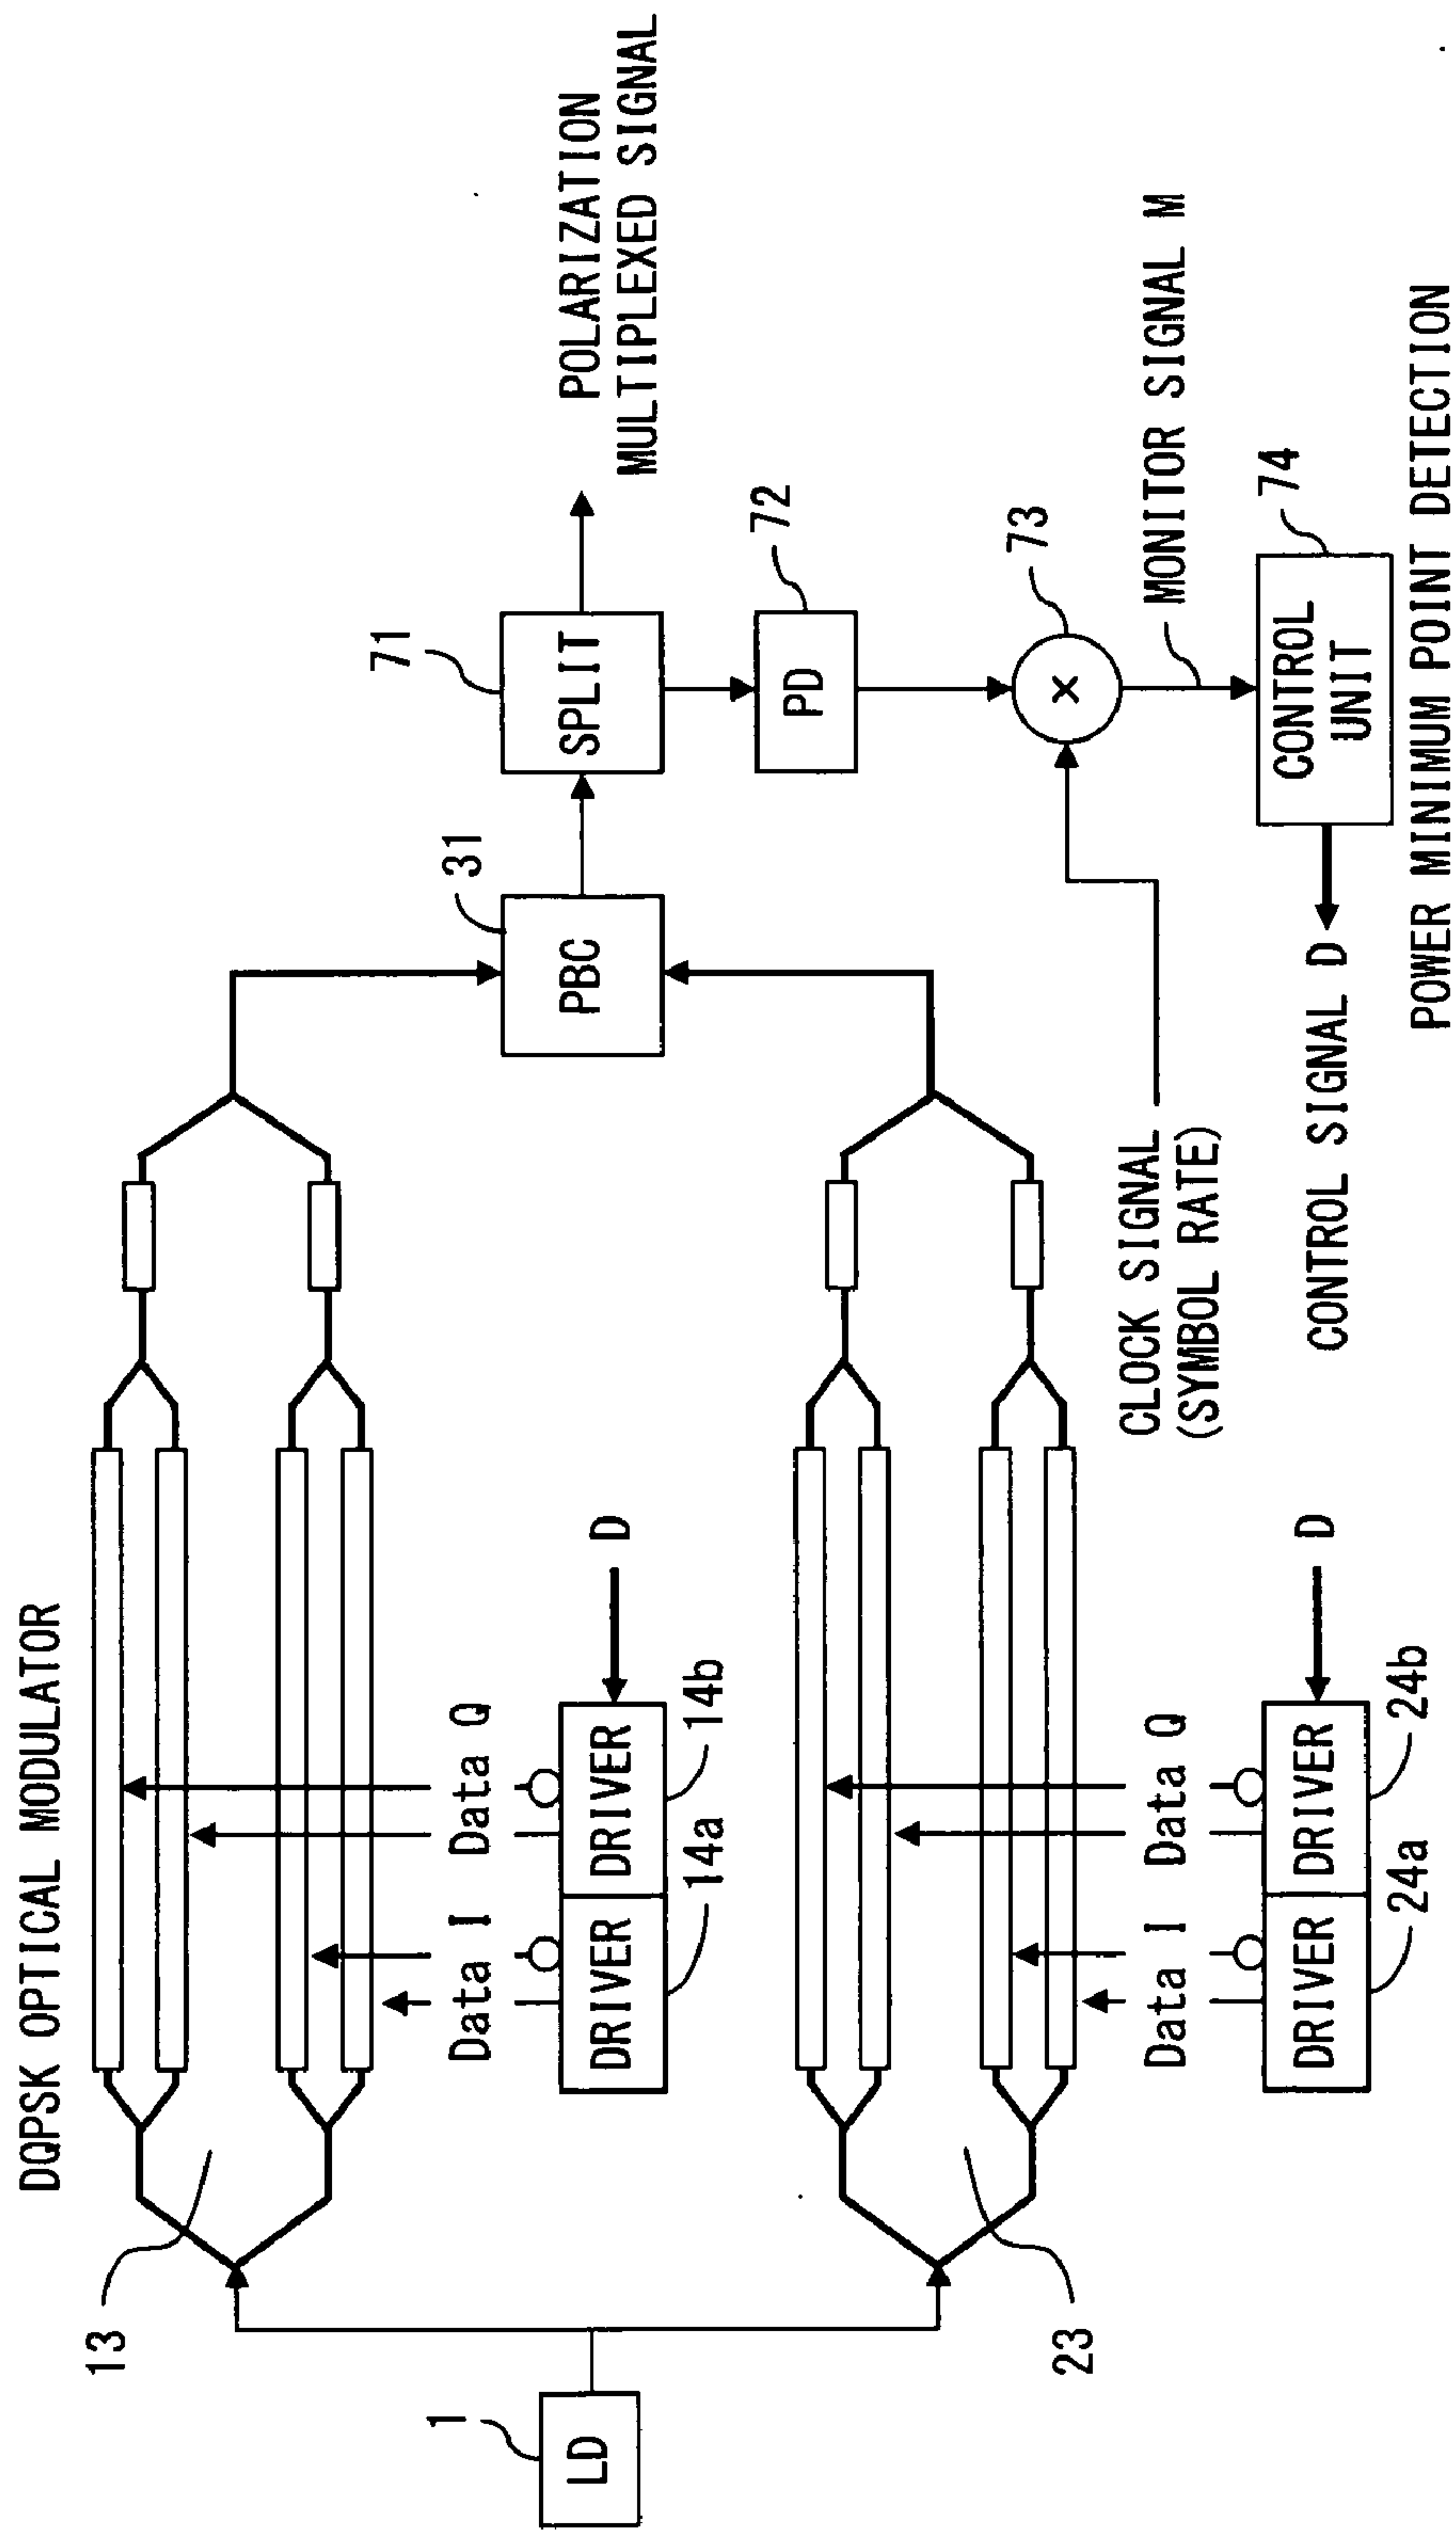 DQPSK OPTICAL MODULATOR
13
1
LD
Data I
Data Q
DRIVER
DRIVER
14a
14b
D
31
PBC
71
SPLIT
POLARIZATION
MULTIPLEXED SIGNAL
72
PD
73
×
MONITOR SIGNAL M
74
CONTROL
UNIT
CLOCK SIGNAL
(SYMBOL RATE)
CONTROL SIGNAL D
POWER MINIMUM POINT DETECTION
23
Data I
Data Q
DRIVER
DRIVER
24a
24b
D